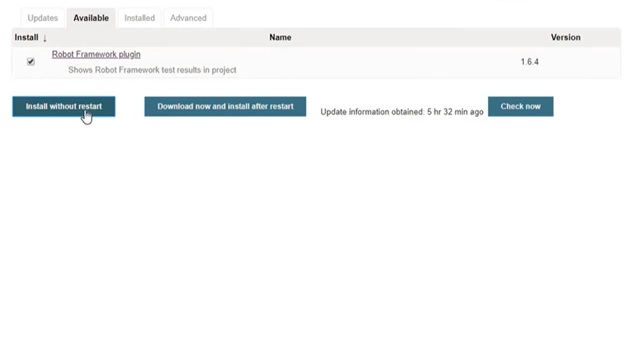 Updates Available Installed Advanced
Install ↓ Name Version
Robot Framework plugin
Shows Robot Framework test results in project
1.6.4
Install without restart Download now and install after restart Update information obtained: 5 hr 32 min ago Check now